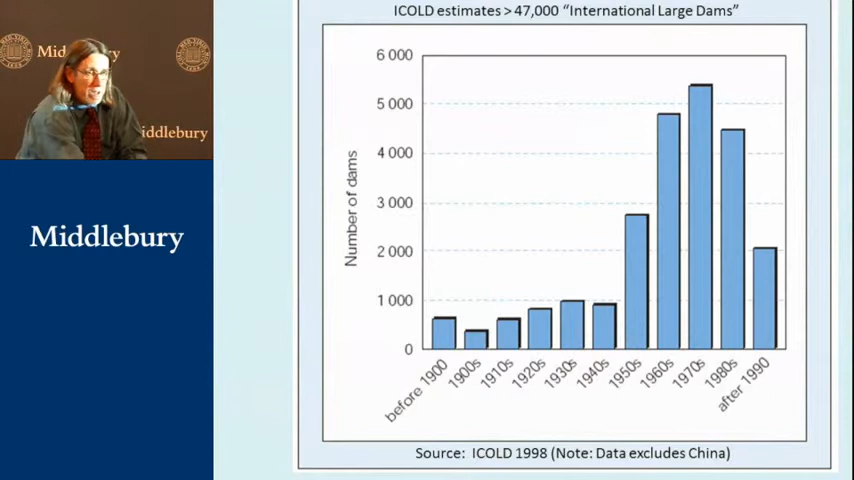 ICOLD estimates > 47,000 “International Large Dams”
Middlebury
iddlebury
Middlebury
Number of dams
6 000
5 000
4 000
3 000
2 000
1 000
0
before 1900
1900s
1910s
1920s
1930s
1940s
1950s
1960s
1970s
1980s
after 1990
Source: ICOLD 1998 (Note: Data excludes China)